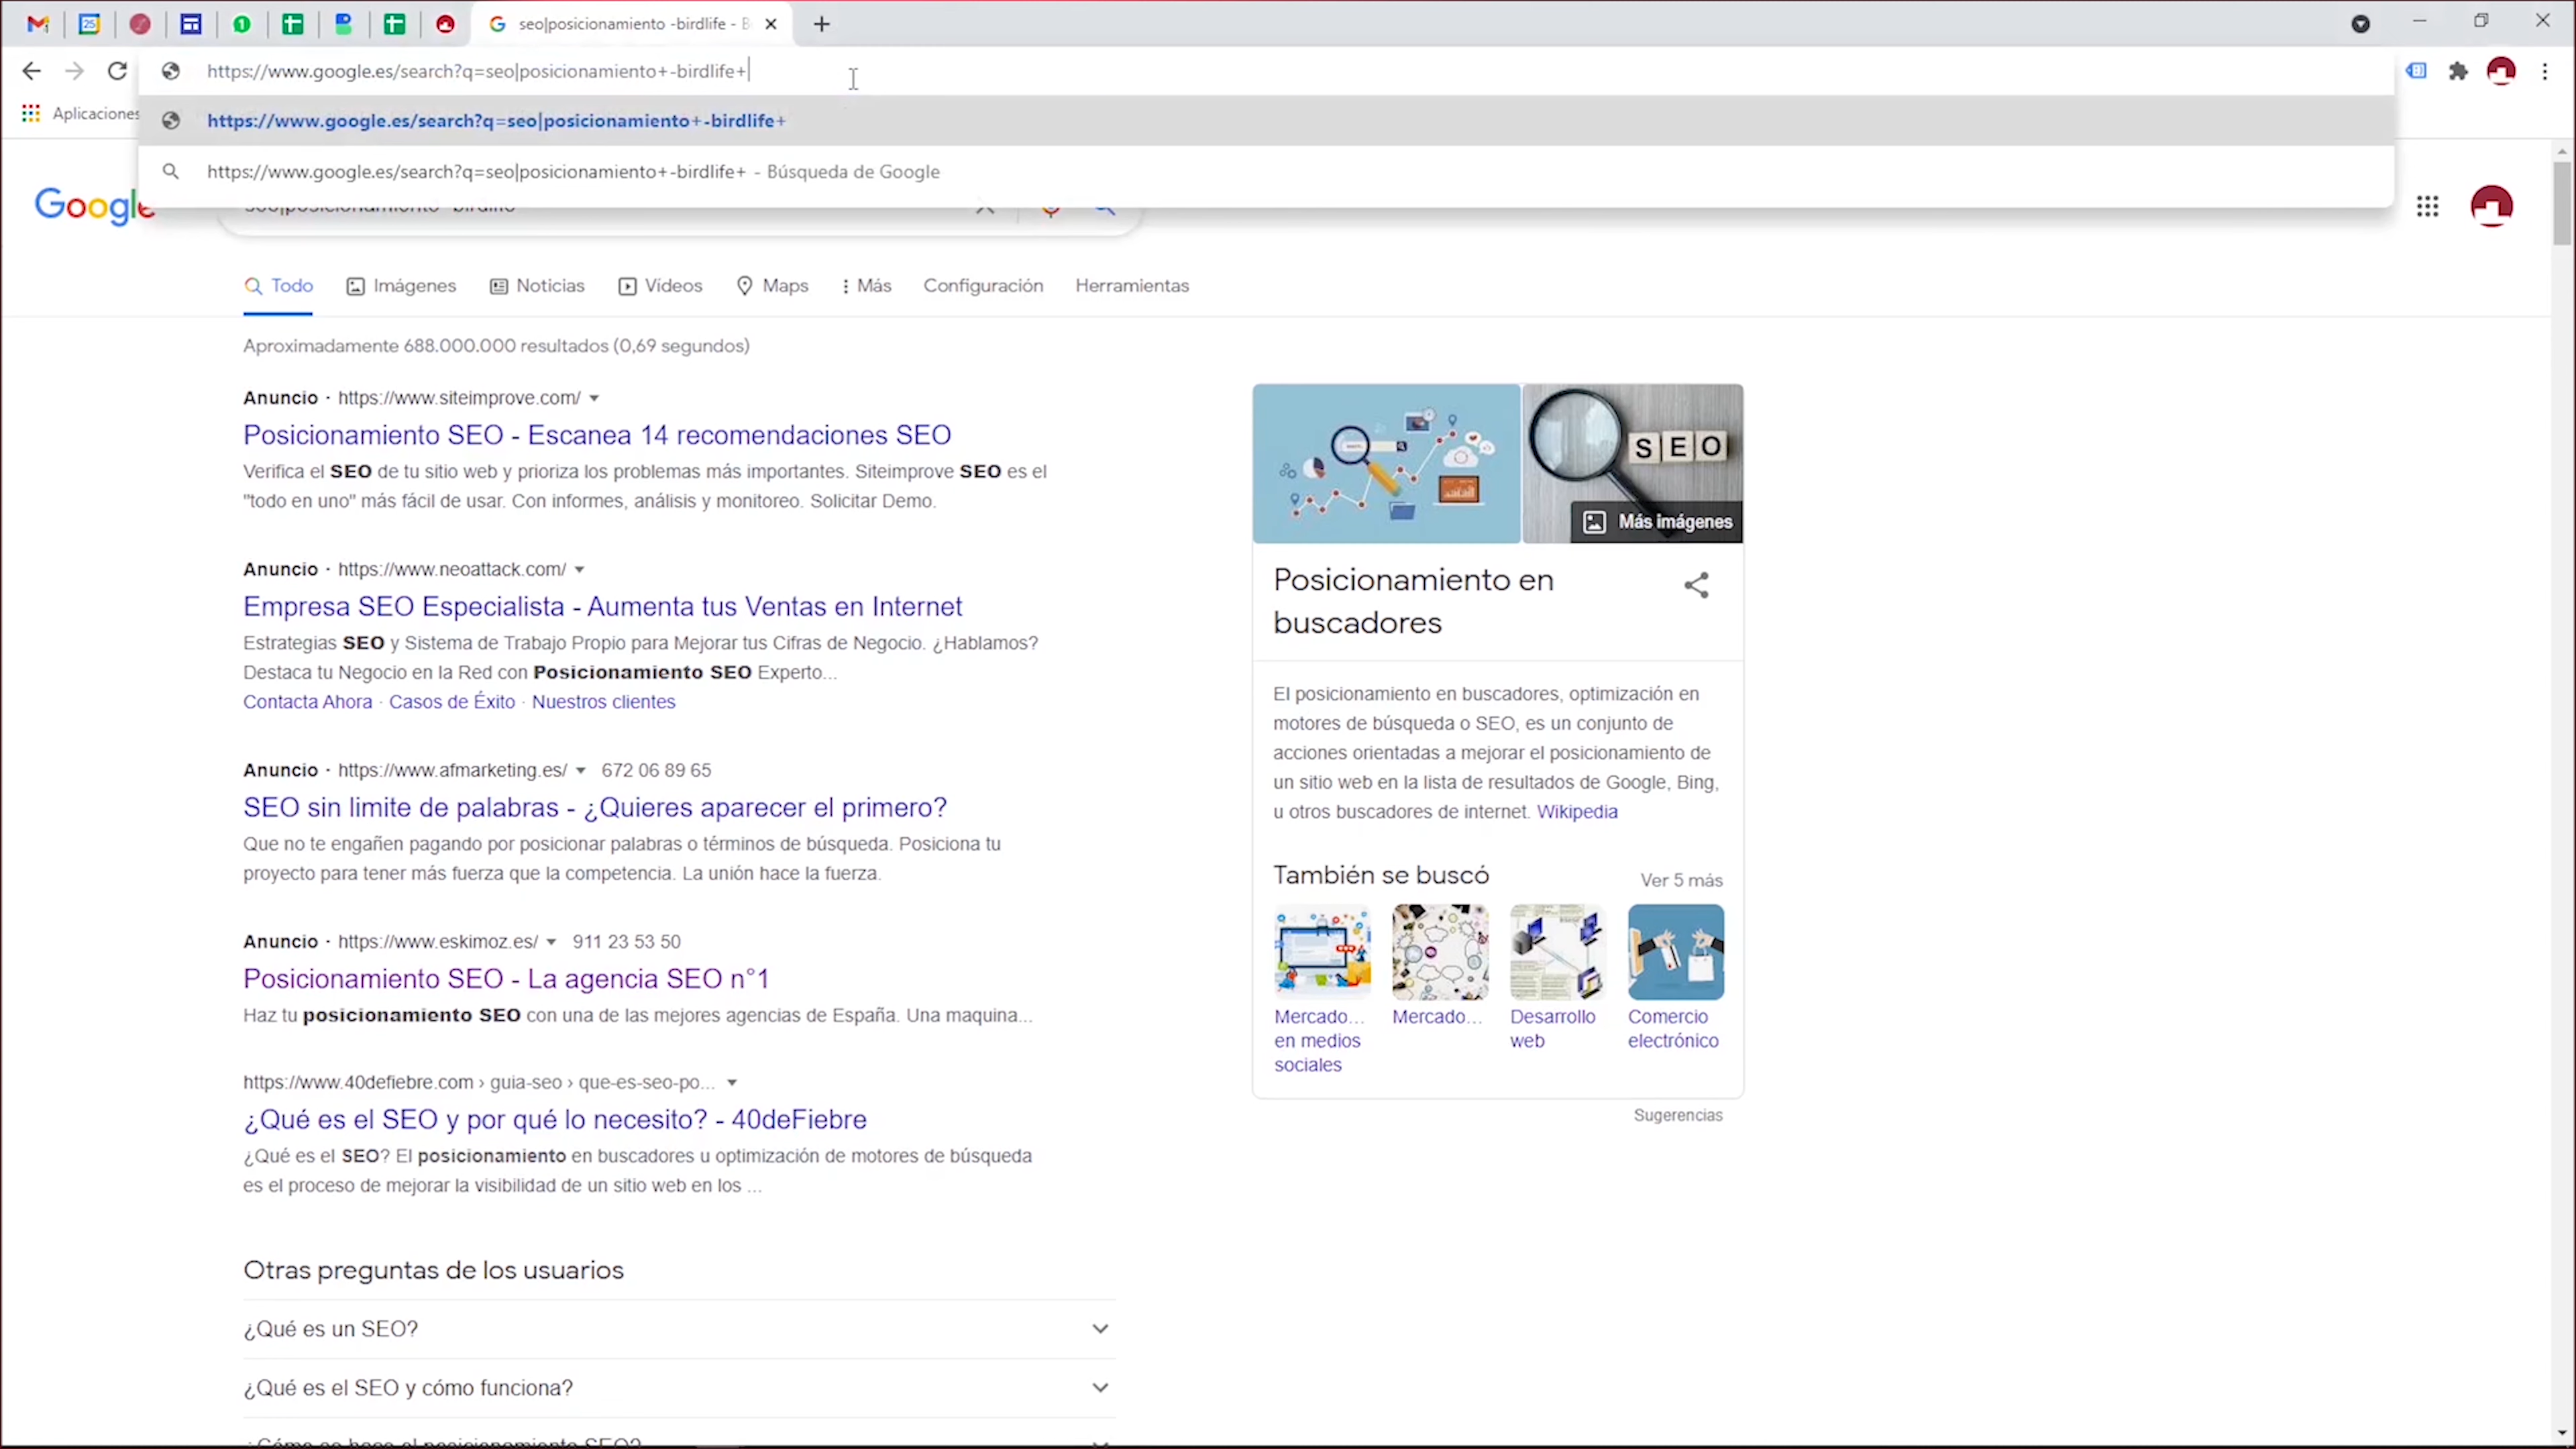 25
1
seo|posicionamiento -birdlife - B
https://www.google.es/search?q=seo|posicionamiento+-birdlife+
Aplicaciones
https://www.google.es/search?q=seo|posicionamiento+-birdlife+
https://www.google.es/search?q=seo|posicionamiento+-birdlife+ - Búsqueda de Google
Google
seo|posicionamiento -birdlife
Todo
Imágenes
Noticias
Vídeos
Maps
Más
Configuración
Herramientas
Aproximadamente 688.000.000 resultados (0,69 segundos)
Anuncio · https://www.siteimprove.com/
Posicionamiento SEO - Escanea 14 recomendaciones SEO
Verifica el SEO de tu sitio web y prioriza los problemas más importantes. Siteimprove SEO es el
"todo en uno" más fácil de usar. Con informes, análisis y monitoreo. Solicitar Demo.
Anuncio · https://www.neoattack.com/
Empresa SEO Especialista - Aumenta tus Ventas en Internet
Estrategias SEO y Sistema de Trabajo Propio para Mejorar tus Cifras de Negocio. ¿Hablamos?
Destaca tu Negocio en la Red con Posicionamiento SEO Experto...
Contacta Ahora · Casos de Éxito · Nuestros clientes
Anuncio · https://www.afmarketing.es/ 672 06 89 65
SEO sin limite de palabras - ¿Quieres aparecer el primero?
Que no te engañen pagando por posicionar palabras o términos de búsqueda. Posiciona tu
proyecto para tener más fuerza que la competencia. La unión hace la fuerza.
Anuncio · https://www.eskimoz.es/ 911 23 53 50
Posicionamiento SEO - La agencia SEO n°1
Haz tu posicionamiento SEO con una de las mejores agencias de España. Una maquina...
https://www.40defiebre.com › guia-seo › que-es-seo-po...
¿Qué es el SEO y por qué lo necesito? - 40deFiebre
¿Qué es el SEO? El posicionamiento en buscadores u optimización de motores de búsqueda
es el proceso de mejorar la visibilidad de un sitio web en los ...
Otras preguntas de los usuarios
¿Qué es un SEO?
¿Qué es el SEO y cómo funciona?
¿Cómo se hace el posicionamiento SEO?
SEO
Más imágenes
Posicionamiento en
buscadores
El posicionamiento en buscadores, optimización en
motores de búsqueda o SEO, es un conjunto de
acciones orientadas a mejorar el posicionamiento de
un sitio web en la lista de resultados de Google, Bing,
u otros buscadores de internet. Wikipedia
También se buscó
Ver 5 más
Mercado...
en medios
sociales
Mercado...
Desarrollo
web
Comercio
electrónico
Sugerencias